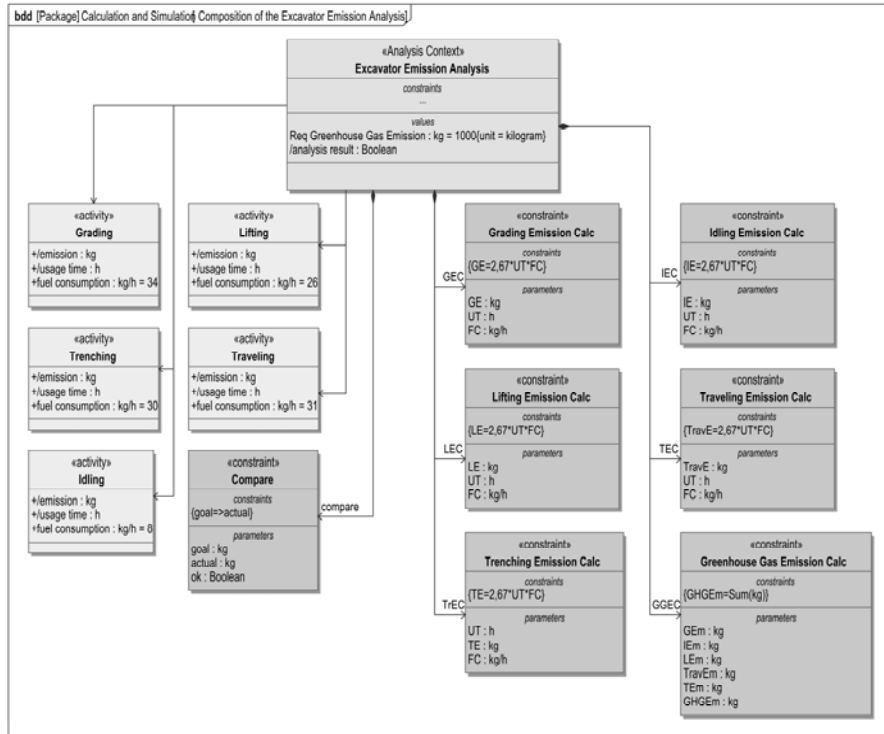 bdd [Package] Calculation and Simulation[ Composition of the Excavator Emission Analysis]
«Analysis Context»
Excavator Emission Analysis
constraints
...
values
Req Greenhouse Gas Emission : kg = 1000{unit = kilogram}
/analysis result : Boolean
«activity»
Grading
+/emission : kg
+/usage time : h
+fuel consumption : kg/h = 34
«activity»
Lifting
+/emission : kg
+/usage time : h
+fuel consumption : kg/h = 26
«activity»
Trenching
+/emission : kg
+/usage time : h
+fuel consumption : kg/h = 30
«activity»
Traveling
+/emission : kg
+/usage time : h
+fuel consumption : kg/h = 31
«activity»
Idling
+/emission : kg
+/usage time : h
+fuel consumption : kg/h = 8
«constraint»
Compare
constraints
{goal=>actual}
parameters
goal : kg
actual : kg
ok : Boolean
compare
GEC
«constraint»
Grading Emission Calc
constraints
{GE=2,67*UT*FC}
parameters
GE : kg
UT : h
FC : kg/h
IEC
«constraint»
Idling Emission Calc
constraints
{IE=2,67*UT*FC}
parameters
IE : kg
UT : h
FC : kg/h
LEC
«constraint»
Lifting Emission Calc
constraints
{LE=2,67*UT*FC}
parameters
LE : kg
UT : h
FC : kg/h
TEC
«constraint»
Traveling Emission Calc
constraints
{TravE=2,67*UT*FC}
parameters
TravE : kg
UT : h
FC : kg/h
TrEC
«constraint»
Trenching Emission Calc
constraints
{TE=2,67*UT*FC}
parameters
UT : h
TE : kg
FC : kg/h
GGEC
«constraint»
Greenhouse Gas Emission Calc
constraints
{GHGEm=Sum(kg)}
parameters
GEm : kg
IEm : kg
LEm : kg
TravEm : kg
TEm : kg
GHGEm : kg